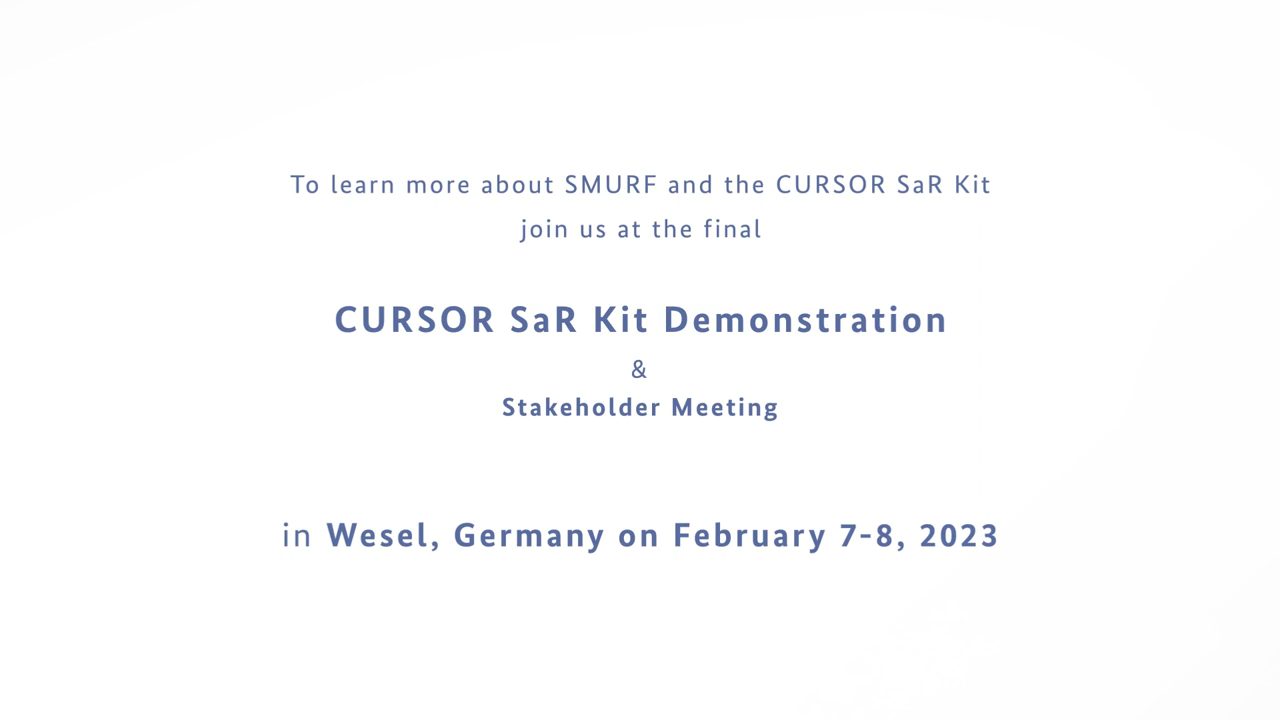 To learn more about SMURF and the CURSOR SaR Kit
join us at the final
CURSOR SaR Kit Demonstration
&
Stakeholder Meeting
in Wesel, Germany on February 7-8, 2023